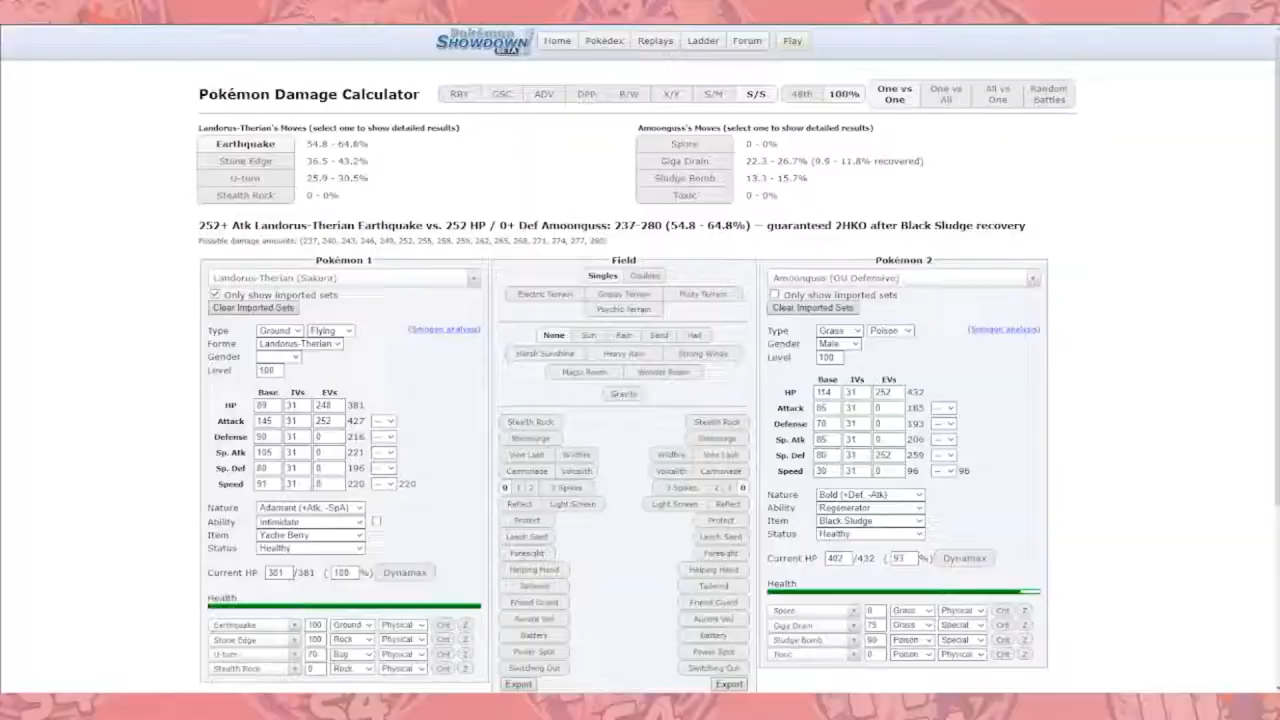 Pokémon
SHOWDOWN
BETA
Home Pokédex Replays Ladder Forum Play
Pokémon Damage Calculator
RBY GSC ADV DPP B/W X/Y S/M S/S 48th 100% One vs One One vs All All vs One Random Battles
Landorus-Therian's Moves (select one to show detailed results)
Earthquake 54.8 - 64.8%
Stone Edge 36.5 - 43.2%
U-turn 25.9 - 30.5%
Stealth Rock 0 - 0%
Amoonguss's Moves (select one to show detailed results)
Spore 0 - 0%
Giga Drain 22.3 - 26.7% (9.9 - 11.8% recovered)
Sludge Bomb 13.3 - 15.7%
Toxic 0 - 0%
252+ Atk Landorus-Therian Earthquake vs. 252 HP / 0+ Def Amoonguss: 237-280 (54.8 - 64.8%) -- guaranteed 2HKO after Black Sludge recovery
Possible damage amounts: (237, 240, 243, 246, 249, 252, 255, 258, 259, 262, 265, 268, 271, 274, 277, 280)
Pokémon 1
Landorus-Therian (Sakura)
Only show imported sets
Clear Imported Sets
Type Ground Flying (Smogon analysis)
Forme Landorus-Therian
Gender
Level 100
Base IVs EVs
HP 89 31 248 381
Attack 145 31 252 427 --
Defense 90 31 0 216 --
Sp. Atk 105 31 0 221 --
Sp. Def 80 31 0 196 --
Speed 91 31 8 220 -- 220
Nature Adamant (+Atk, -SpA)
Ability Intimidate
Item Yache Berry
Status Healthy
Current HP 381 /381 ( 100 %) Dynamax
Health
Earthquake 100 Ground Physical Crit Z
Stone Edge 100 Rock Physical Crit Z
U-turn 70 Bug Physical Crit Z
Stealth Rock 0 Rock Physical Crit Z
Field
Singles Doubles
Electric Terrain Grassy Terrain Misty Terrain
Psychic Terrain
None Sun Rain Sand Hail
Harsh Sunshine Heavy Rain Strong Winds
Magic Room Wonder Room
Gravity
Stealth Rock Stealth Rock
Steelsurge Steelsurge
Vine Lash Wildfire Wildfire Vine Lash
Cannonade Volcalith Volcalith Cannonade
0 1 2 3 Spikes 3 Spikes 2 1 0
Reflect Light Screen Light Screen Reflect
Protect Protect
Leech Seed Leech Seed
Foresight Foresight
Helping Hand Helping Hand
Tailwind Tailwind
Friend Guard Friend Guard
Aurora Veil Aurora Veil
Battery Battery
Power Spot Power Spot
Switching Out Switching Out
Export Export
Pokémon 2
Amoonguss (OU Defensive)
Only show imported sets
Clear Imported Sets
Type Grass Poison (Smogon analysis)
Gender Male
Level 100
Base IVs EVs
HP 114 31 252 432
Attack 85 31 0 183 --
Defense 70 31 0 193 --
Sp. Atk 85 31 0 206 --
Sp. Def 80 31 252 259 --
Speed 30 31 0 96 -- 96
Nature Bold (+Def, -Atk)
Ability Regenerator
Item Black Sludge
Status Healthy
Current HP 402 /432 ( 93 %) Dynamax
Health
Spore 0 Grass Physical Crit Z
Giga Drain 75 Grass Special Crit Z
Sludge Bomb 90 Poison Special Crit Z
Toxic 0 Poison Physical Crit Z